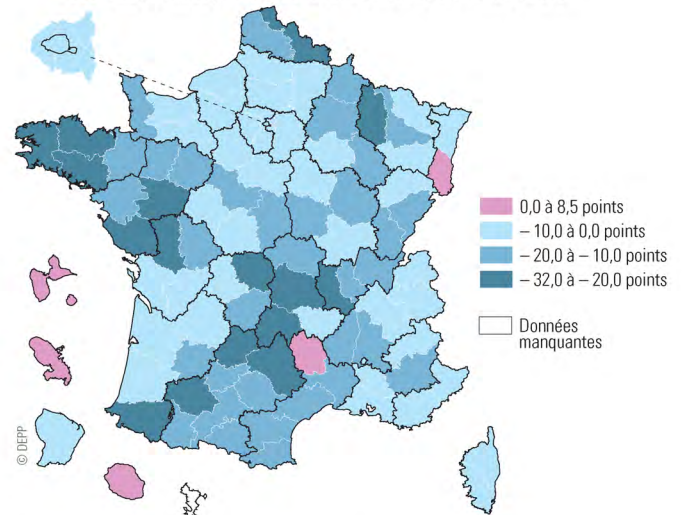 0,0 à 8,5 points
– 10,0 à 0,0 points
– 20,0 à – 10,0 points
– 32,0 à – 20,0 points
Données
manquantes
© DEPP